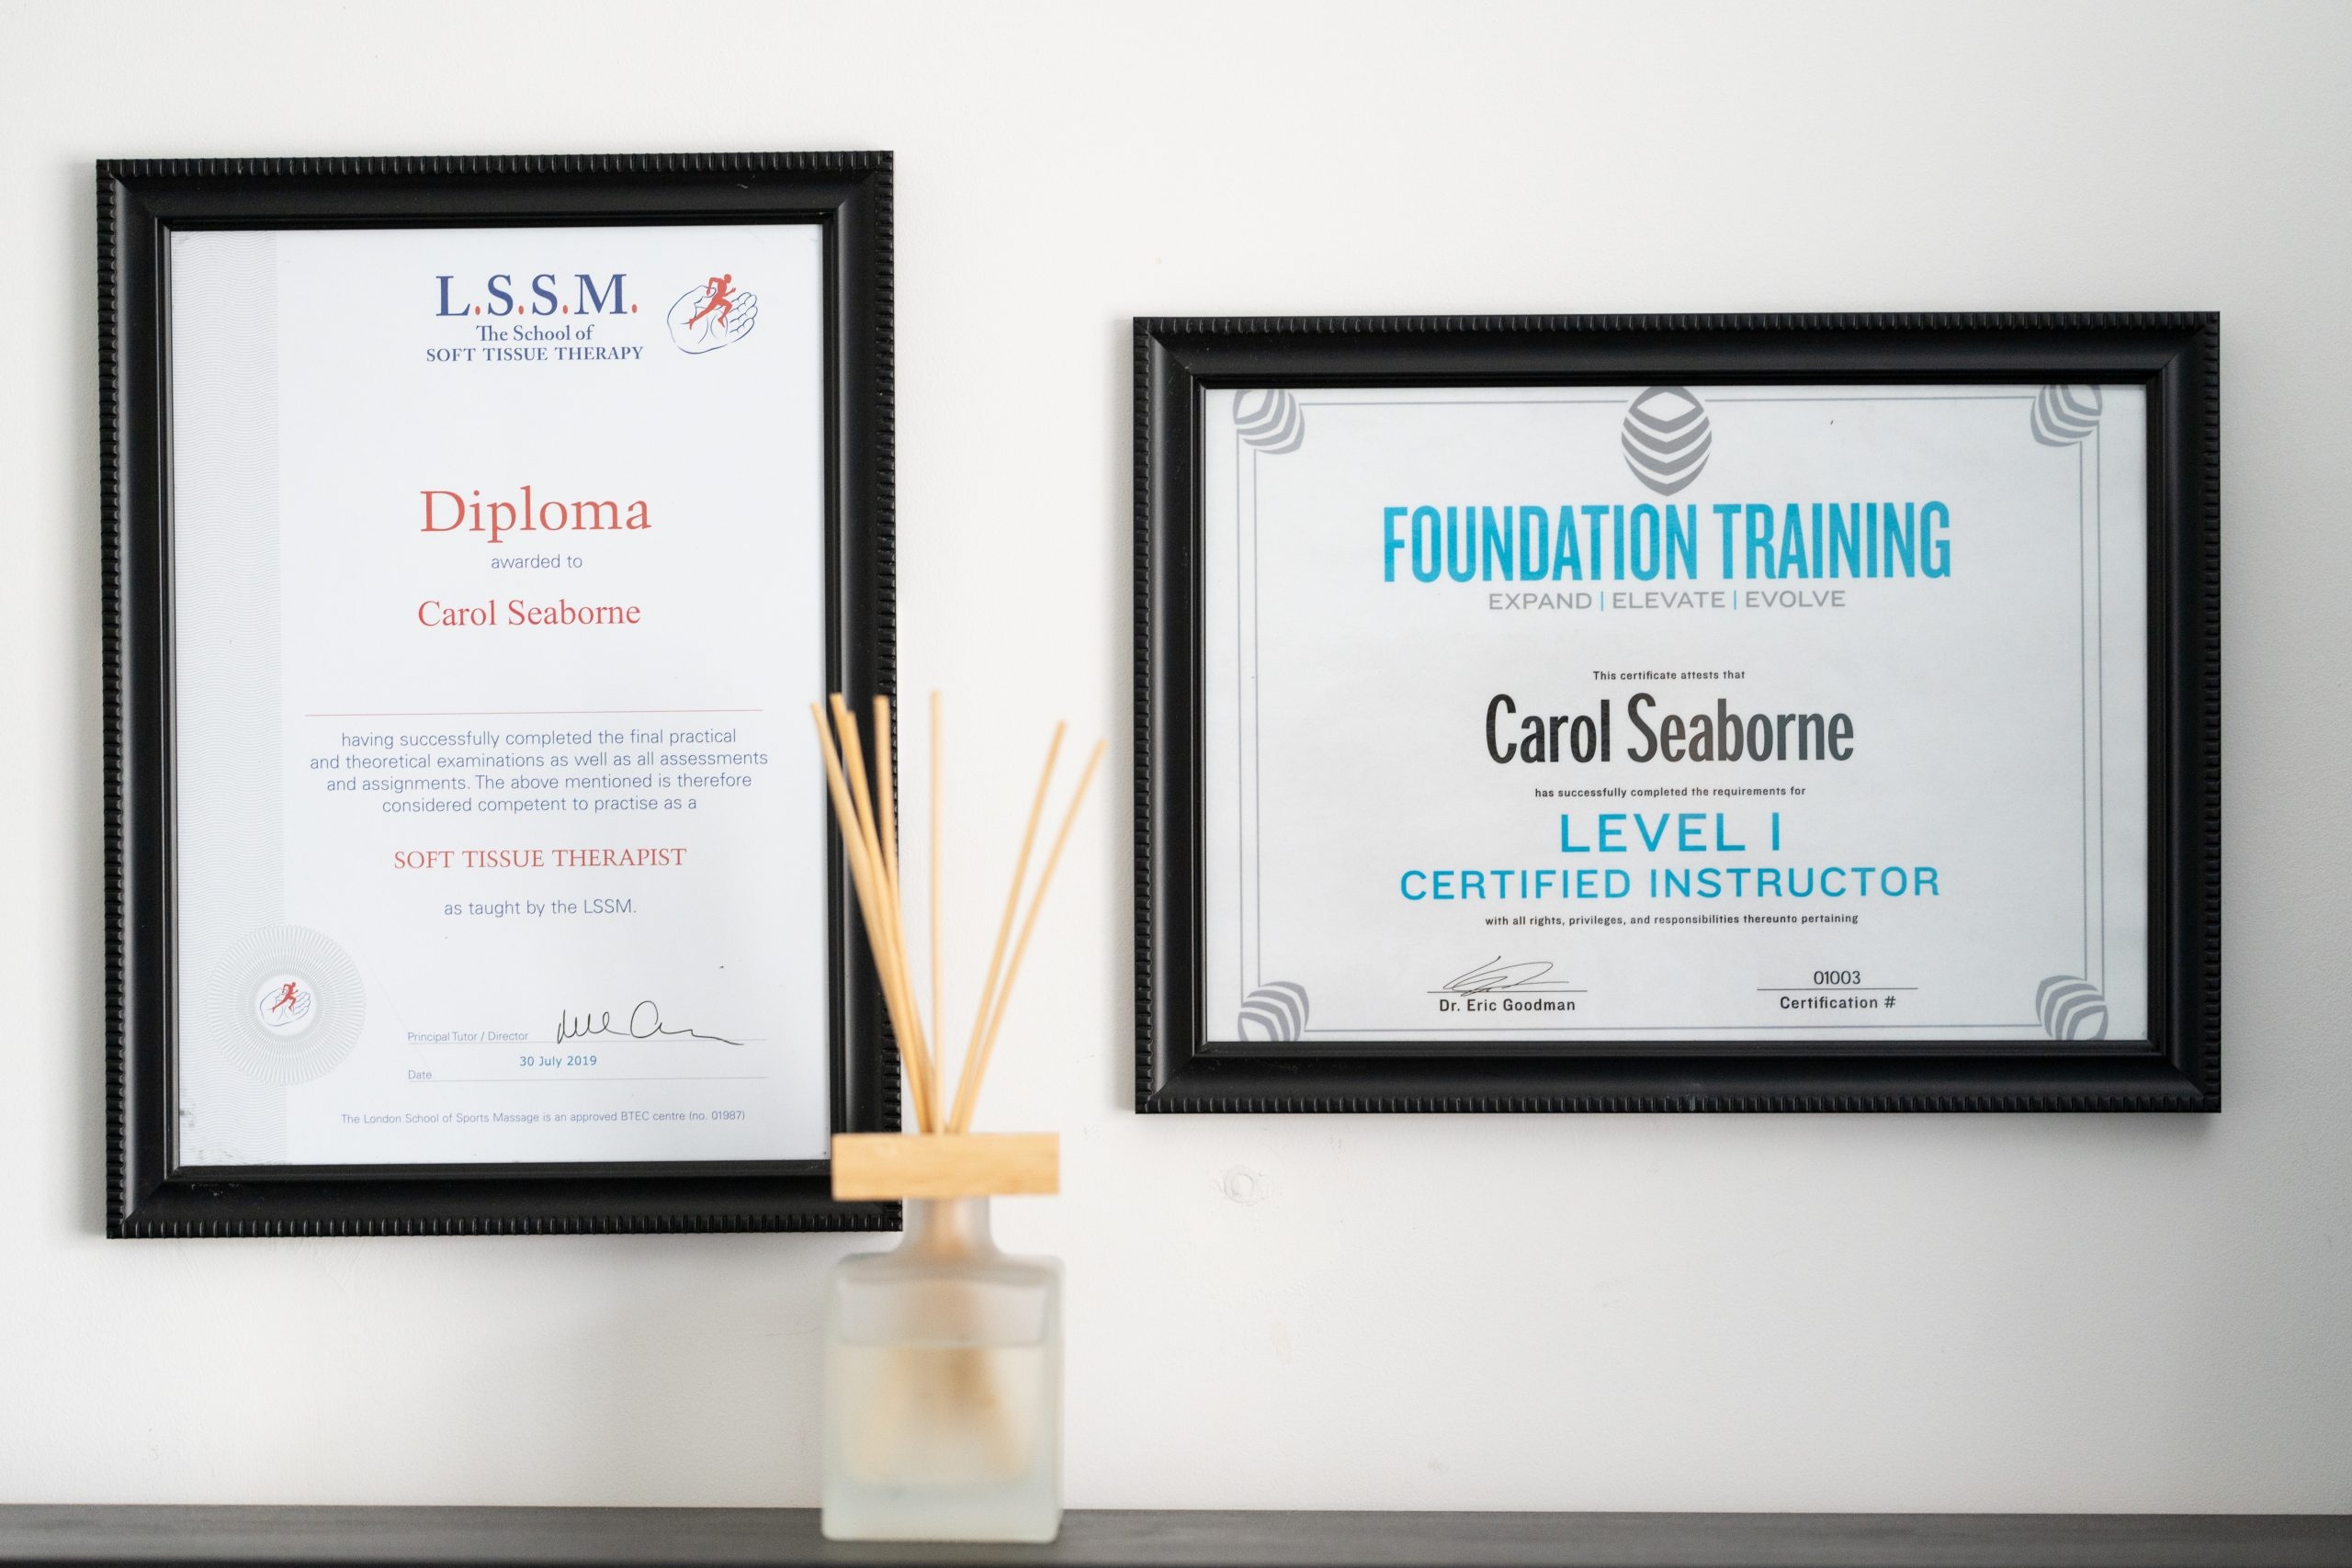 L.S.S.M.
The School of
SOFT TISSUE THERAPY
Diploma
awarded to
Carol Seaborne
having successfully completed the final practical
and theoretical examinations as well as all assessments
and assignments. The above mentioned is therefore
considered competent to practise as a
SOFT TISSUE THERAPIST
as taught by the LSSM.
Principal Tutor / Director
30 July 2019
Date
The London School of Sports Massage is an approved BTEC centre (no. 01987)
FOUNDATION TRAINING
EXPAND | ELEVATE | EVOLVE
This certificate attests that
Carol Seaborne
has successfully completed the requirements for
LEVEL I
CERTIFIED INSTRUCTOR
with all rights, privileges, and responsibilities thereunto pertaining
Dr. Eric Goodman
01003
Certification #